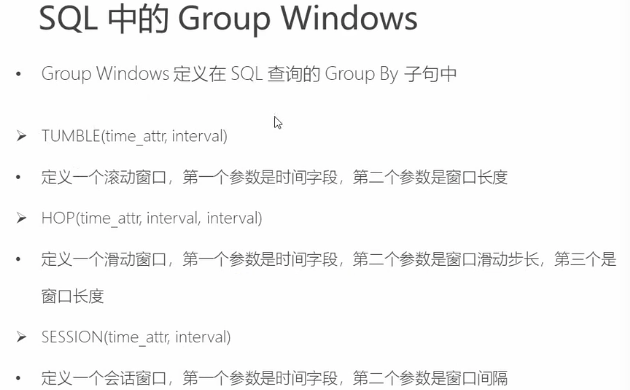 SQL 中的 Group Windows
• Group Windows 定义在 SQL 查询的 Group By 子句中
➤ TUMBLE(time_attr, interval)
• 定义一个滚动窗口，第一个参数是时间字段，第二个参数是窗口长度
➤ HOP(time_attr, interval, interval)
• 定义一个滑动窗口，第一个参数是时间字段，第二个参数是窗口滑动步长，第三个是
窗口长度
➤ SESSION(time_attr, interval)
• 定义一个会话窗口，第一个参数是时间字段，第二个参数是窗口间隔